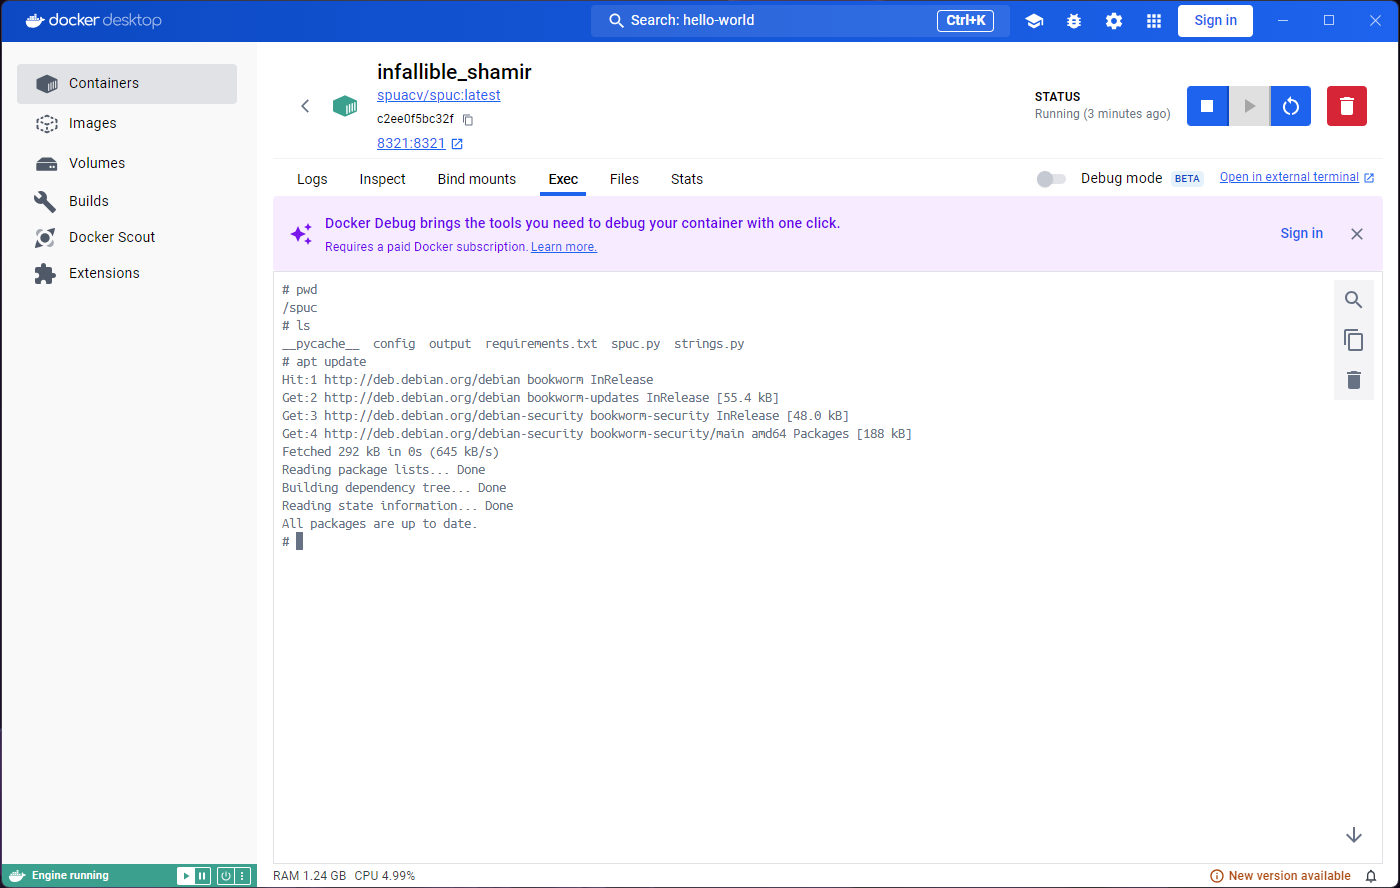 docker desktop
Search: hello-world
Ctrl+K
Sign in
Containers
Images
Volumes
Builds
Docker Scout
Extensions
infallible_shamir
spuacv/spuc:latest
c2ee0f5bc32f
8321:8321
STATUS
Running (3 minutes ago)
Logs Inspect Bind mounts Exec Files Stats
Debug mode BETA Open in external terminal
Docker Debug brings the tools you need to debug your container with one click.
Requires a paid Docker subscription. Learn more.
Sign in
# pwd
/spuc
# ls
__pycache__  config  output  requirements.txt  spuc.py  strings.py
# apt update
Hit:1 http://deb.debian.org/debian bookworm InRelease
Get:2 http://deb.debian.org/debian bookworm-updates InRelease [55.4 kB]
Get:3 http://deb.debian.org/debian-security bookworm-security InRelease [48.0 kB]
Get:4 http://deb.debian.org/debian-security bookworm-security/main amd64 Packages [188 kB]
Fetched 292 kB in 0s (645 kB/s)
Reading package lists... Done
Building dependency tree... Done
Reading state information... Done
All packages are up to date.
#
Engine running
RAM 1.24 GB CPU 4.99%
New version available